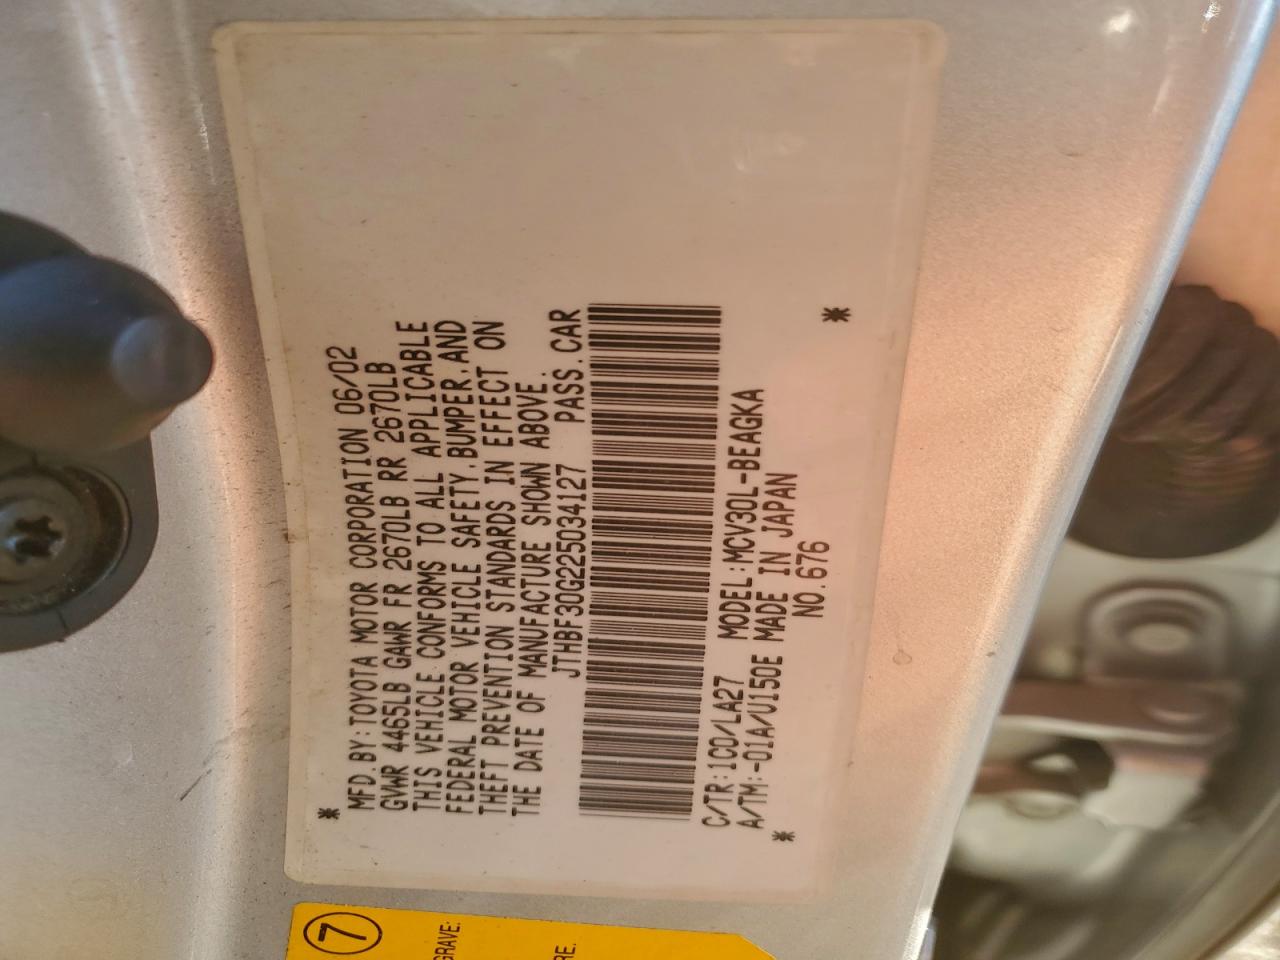 *
MFD.BY:TOYOTA MOTOR CORPORATION 06/02
GVWR 4465LB GAWR FR 2670LB RR 2670LB
THIS VEHICLE CONFORMS TO ALL APPLICABLE
FEDERAL MOTOR VEHICLE SAFETY,BUMPER,AND
THEFT PREVENTION STANDARDS IN EFFECT ON
THE DATE OF MANUFACTURE SHOWN ABOVE.
JTHBF30G225034127 PASS.CAR
C/TR:1C0/LA27 MODEL:MCV30L-BEAGKA
A/TM:-01A/U150E MADE IN JAPAN
* NO.676 *
7
GRAVE:
RE.